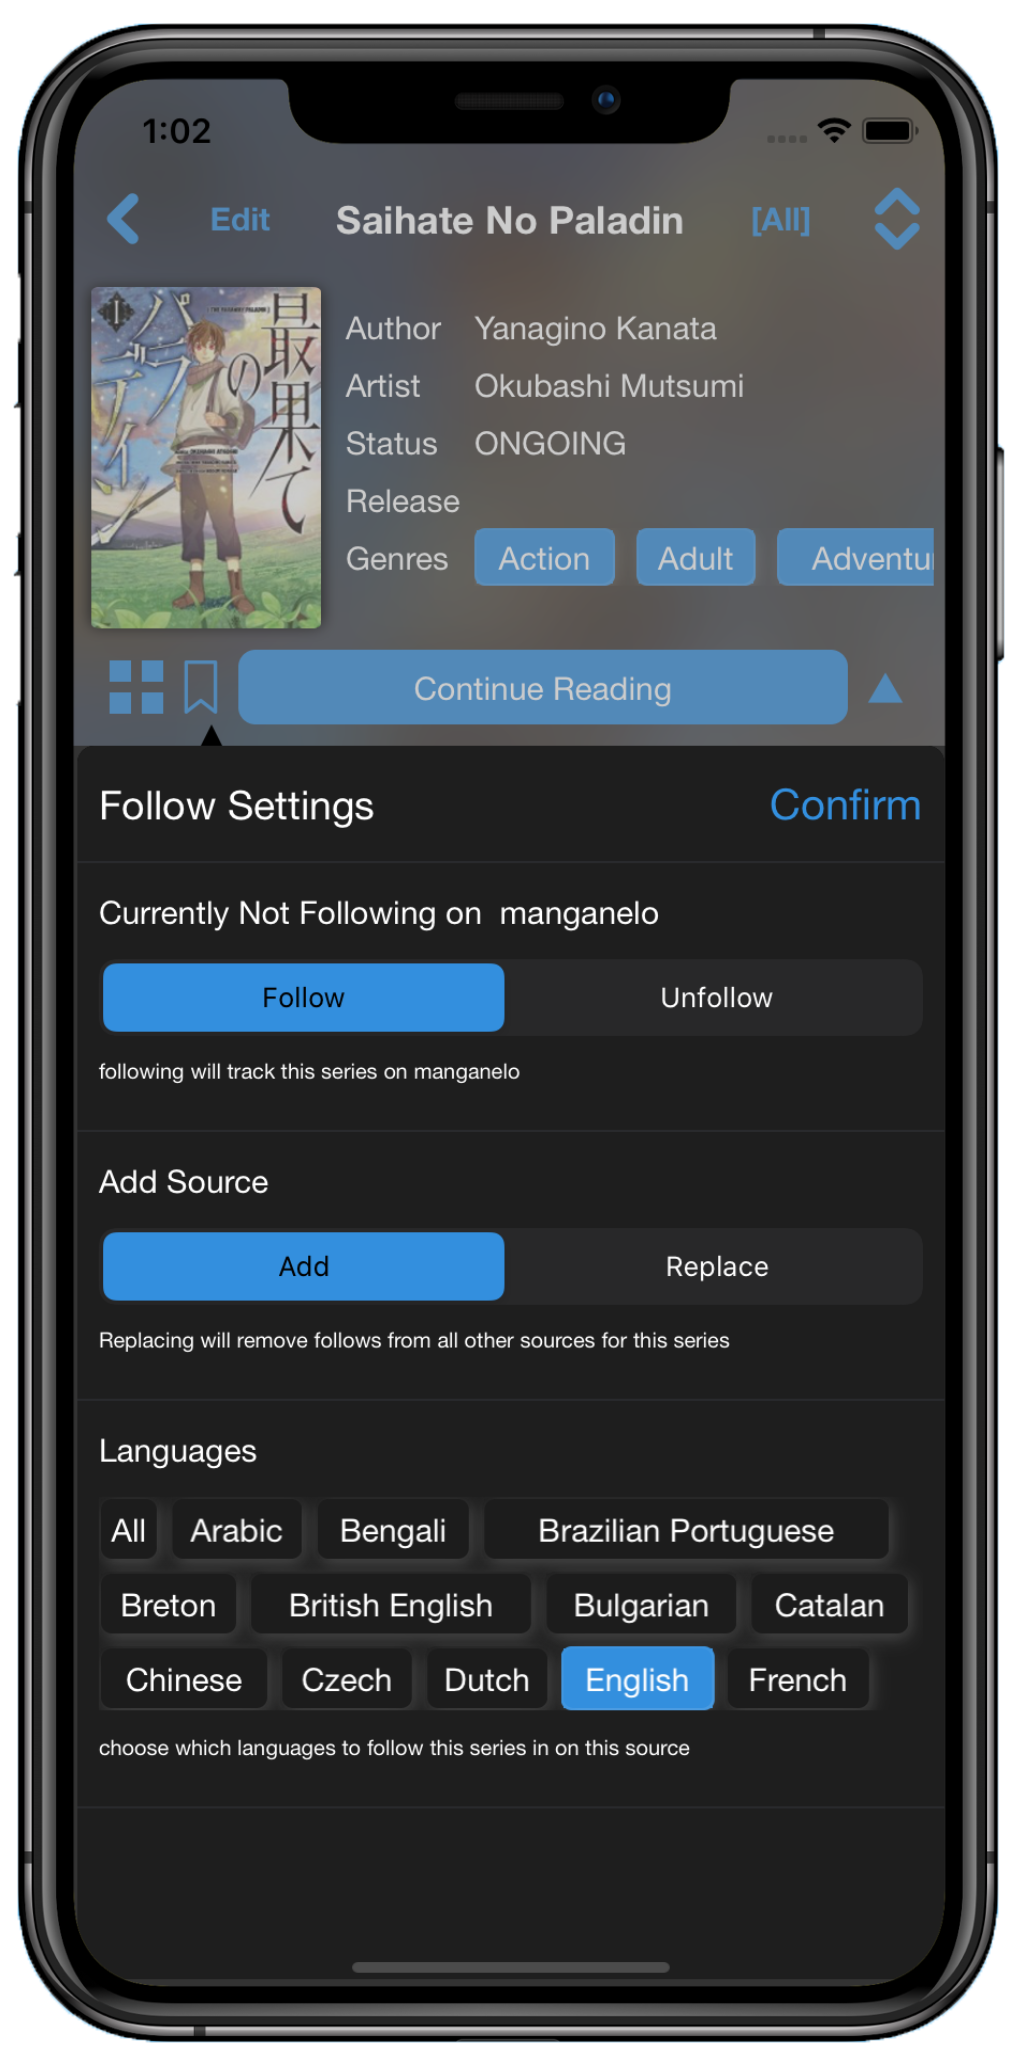 1:02
Edit
Saihate No Paladin
[All]
最果て
の
パラディン
I
Author Yanagino Kanata
Artist Okubashi Mutsumi
Status ONGOING
Release
Genres Action Adult Adventu
Continue Reading
Follow Settings
Confirm
Currently Not Following on manganelo
Follow Unfollow
following will track this series on manganelo
Add Source
Add Replace
Replacing will remove follows from all other sources for this series
Languages
All Arabic Bengali Brazilian Portuguese
Breton British English Bulgarian Catalan
Chinese Czech Dutch English French
choose which languages to follow this series in on this source